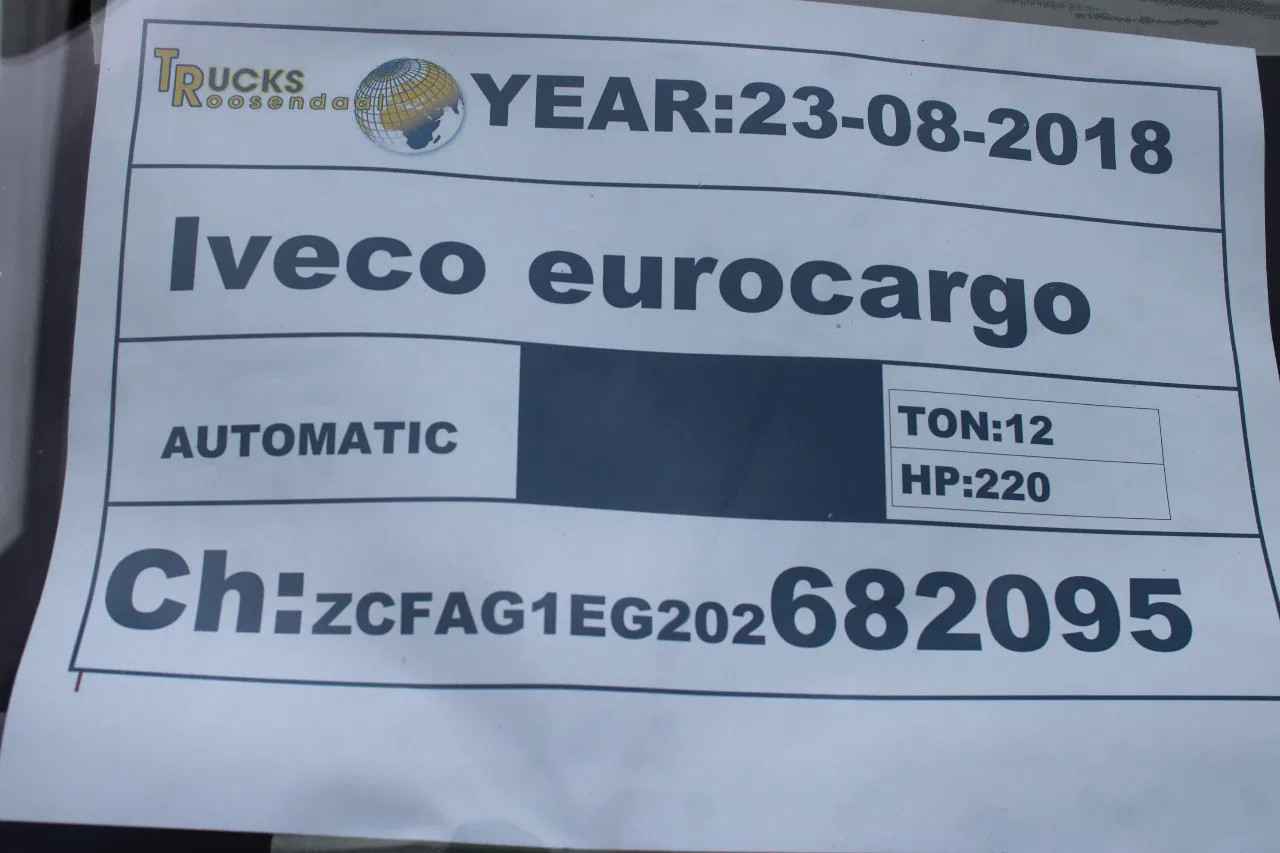 TRUCKS
Roosendaal
YEAR:23-08-2018
Iveco eurocargo
AUTOMATIC
TON:12
HP:220
Ch:ZCFAG1EG202682095